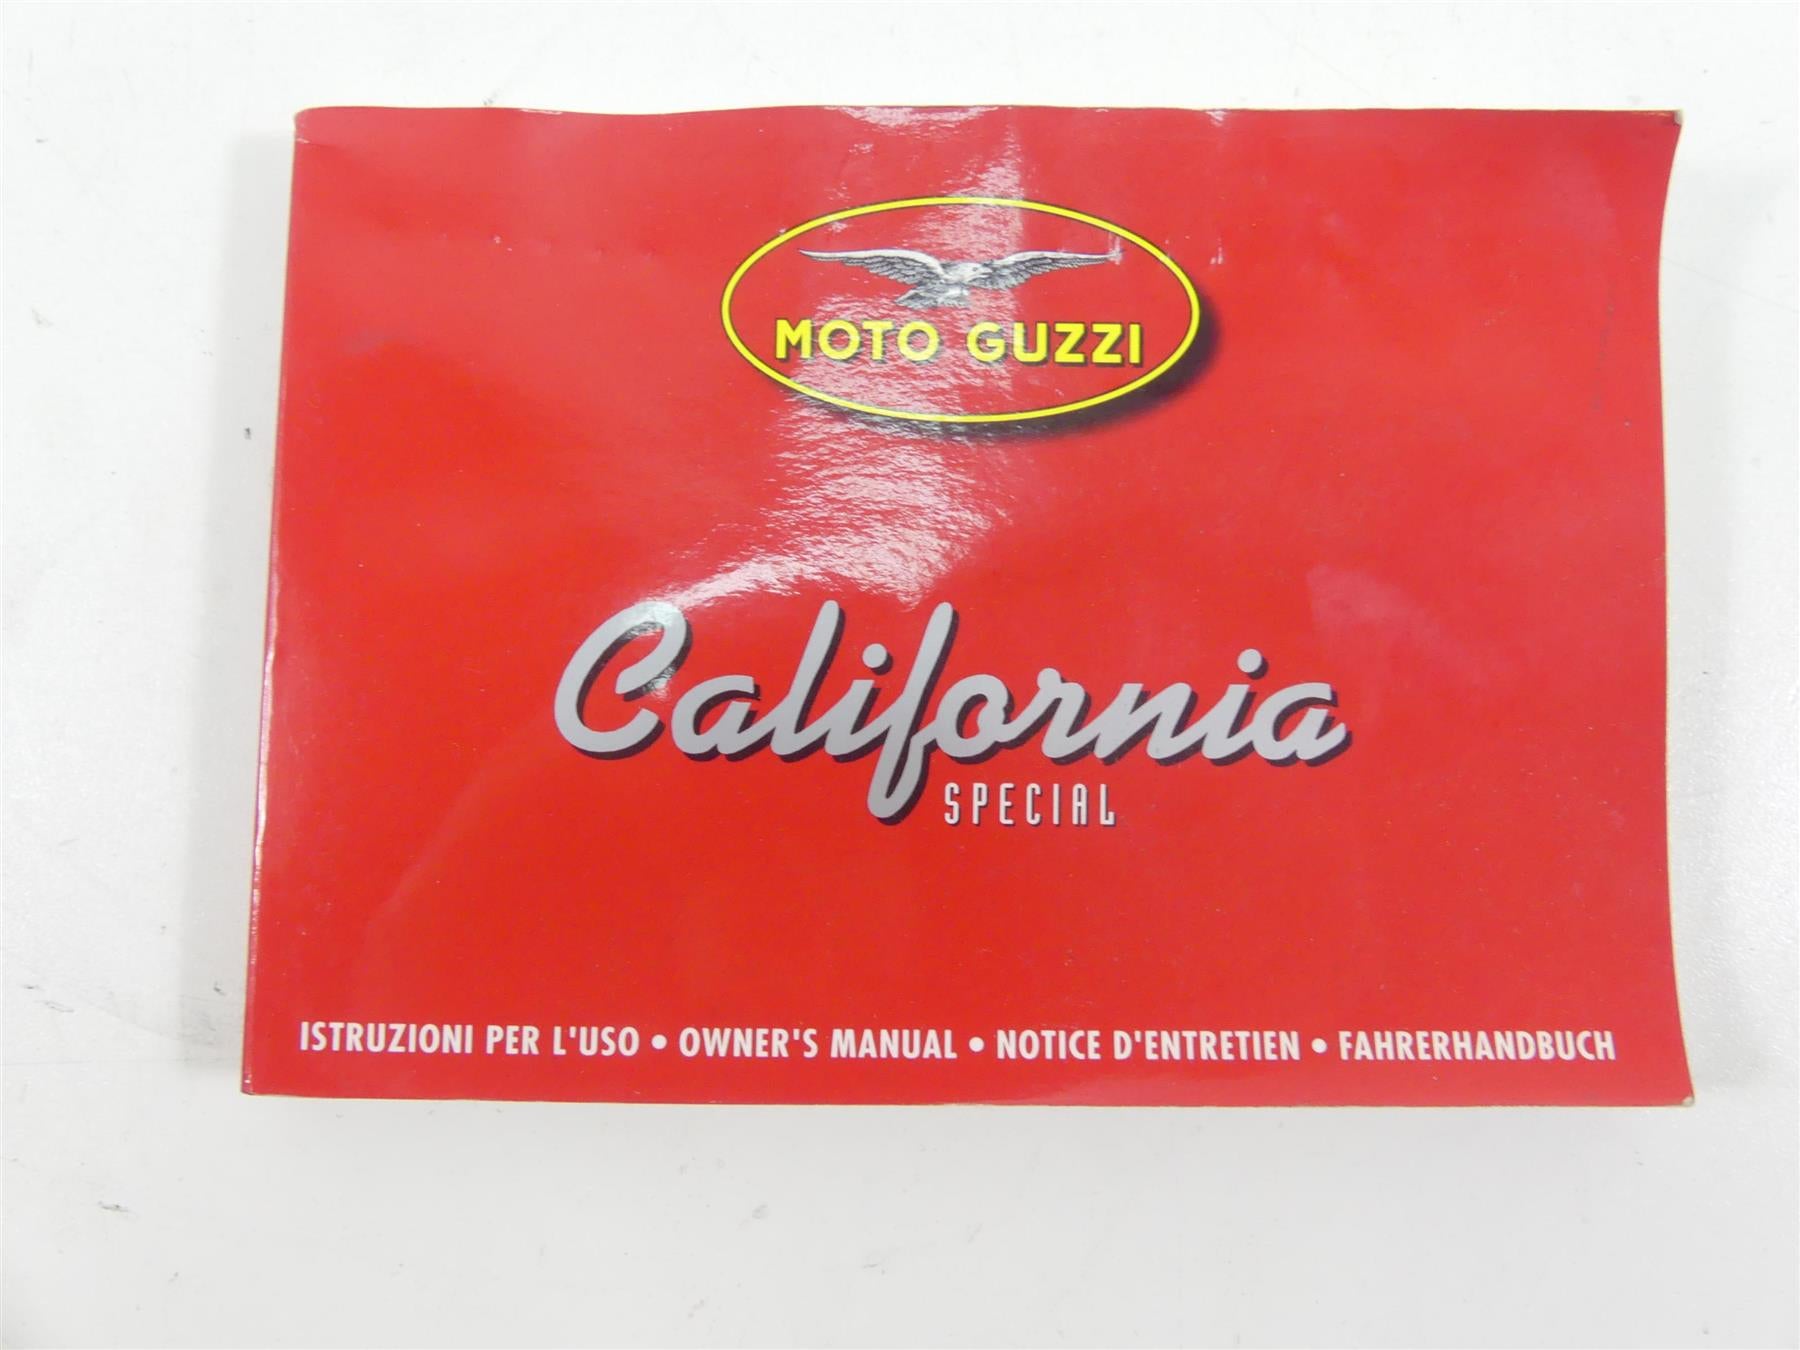 MOTO GUZZI
California
SPECIAL
ISTRUZIONI PER L'USO • OWNER'S MANUAL • NOTICE D'ENTRETIEN • FAHRERHANDBUCH